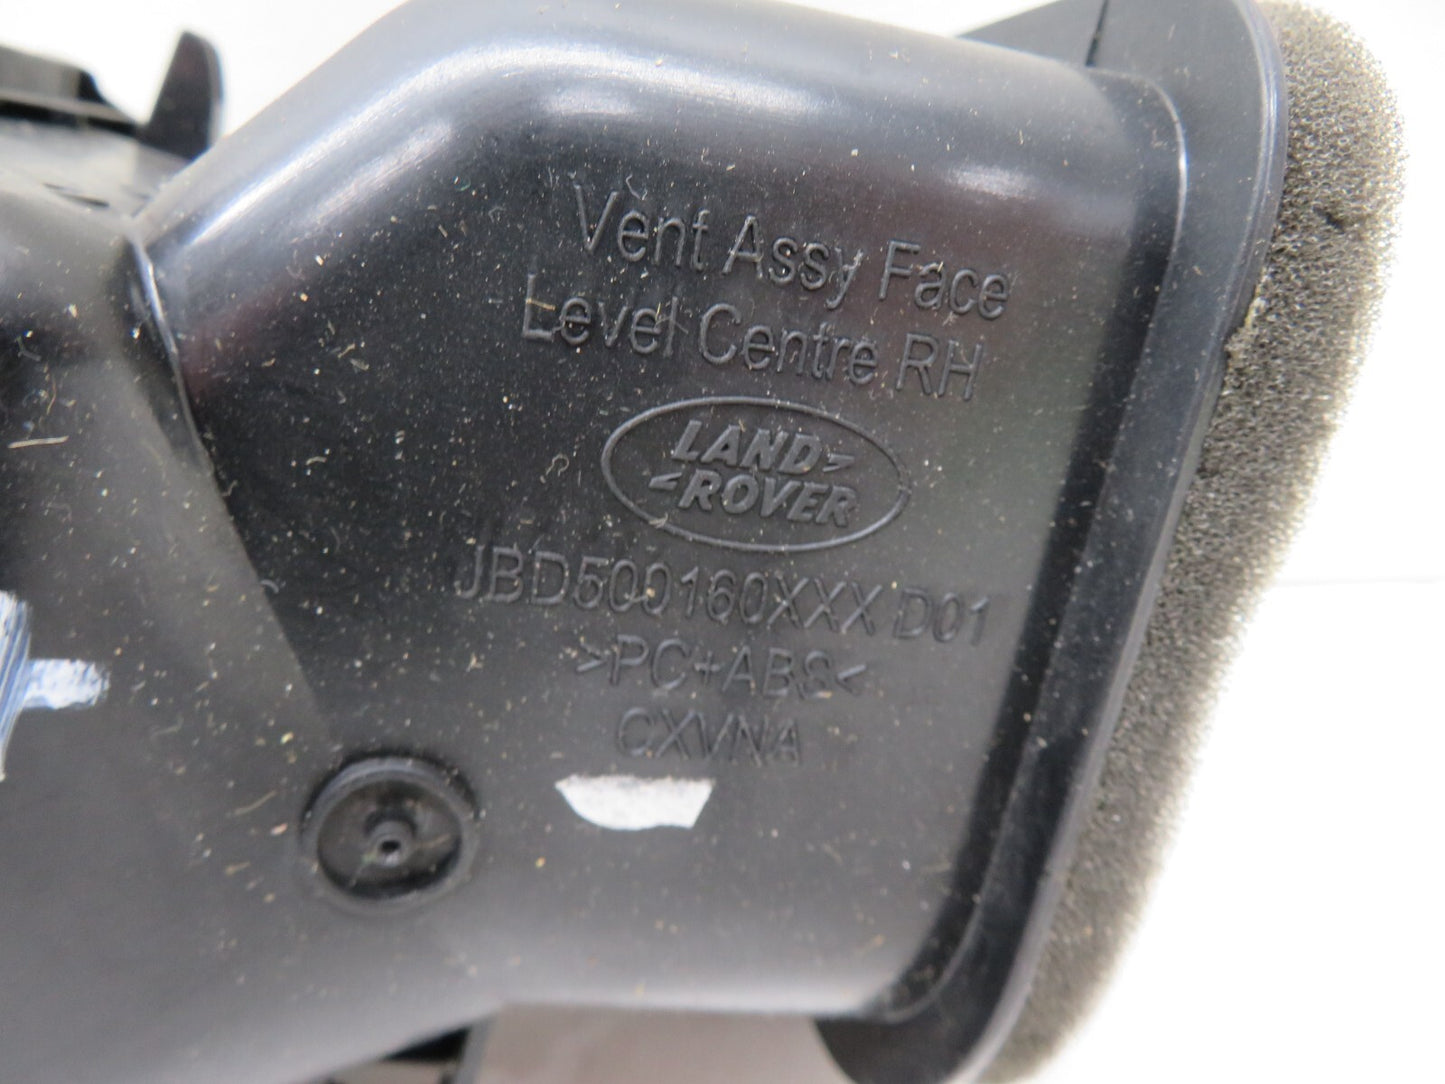 Vent Assy Face
Level Centre RH
LAND
ROVER
JBD500160XXX D01
>PC+ABS<
CXVNA